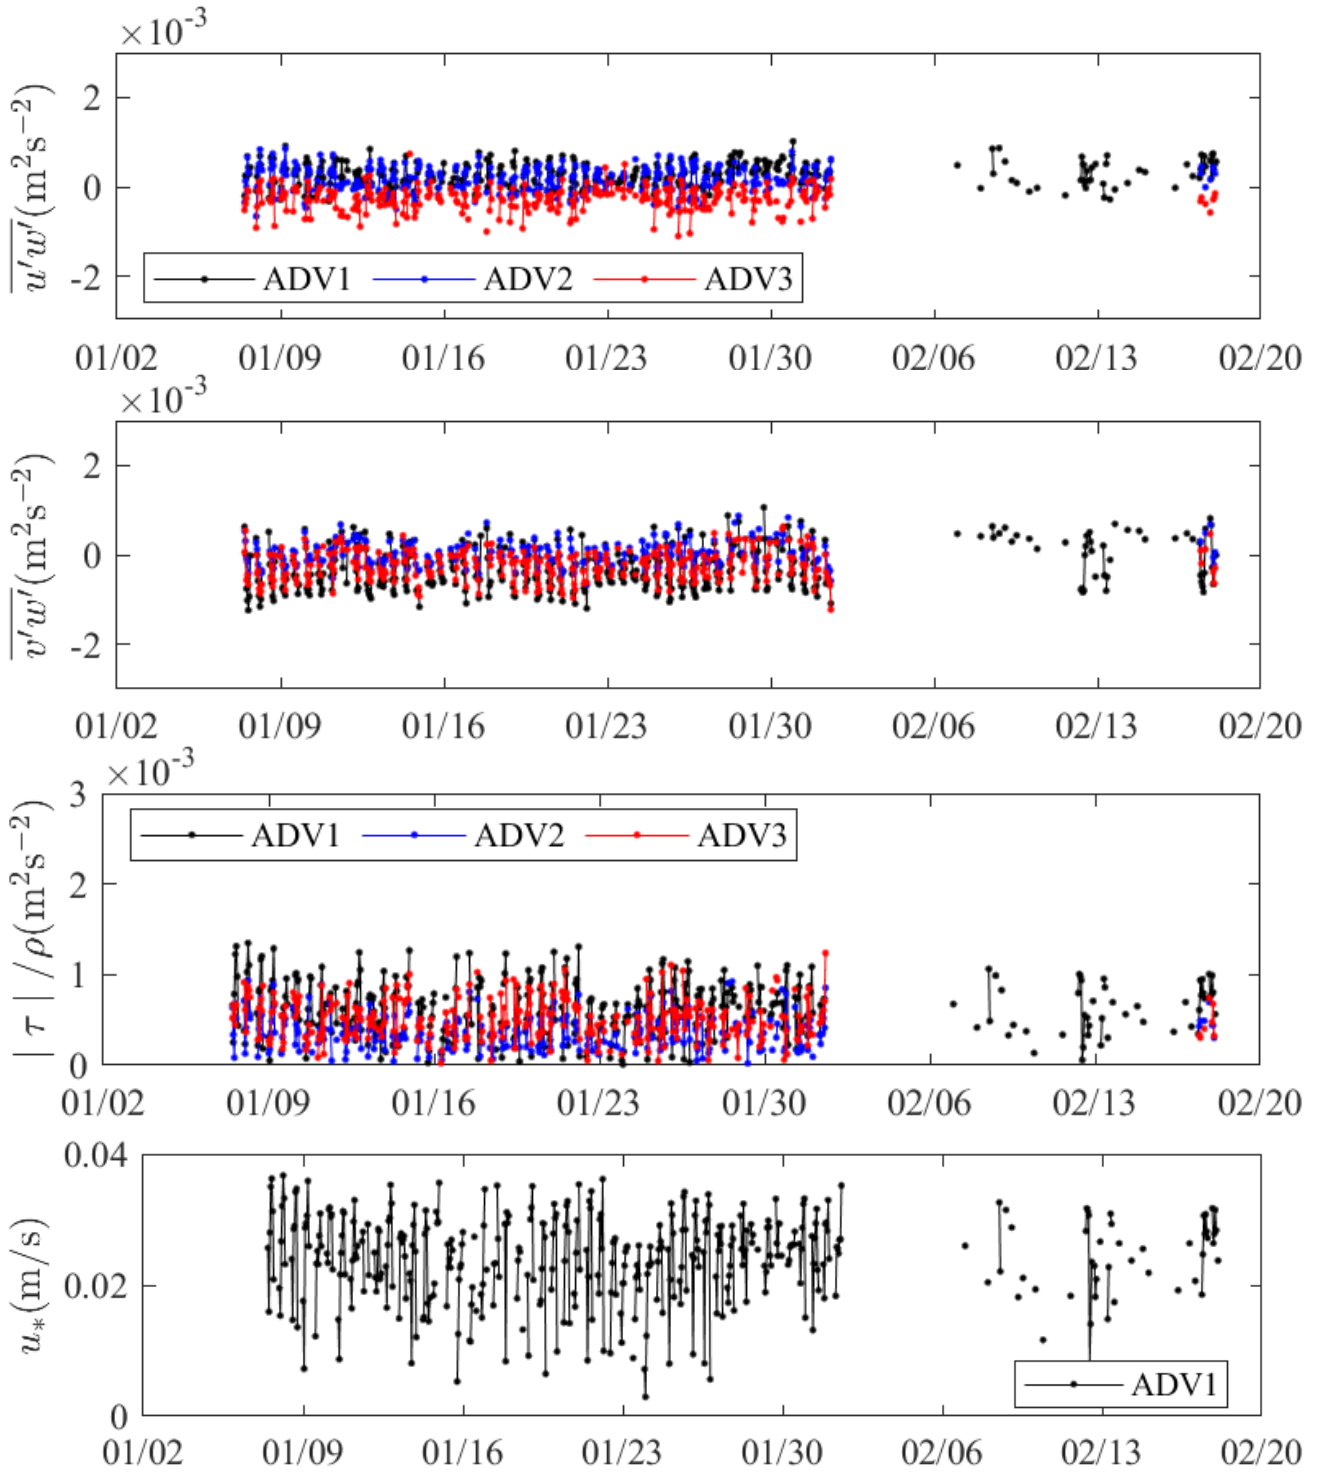 ×10⁻³
u′w′(m²s⁻²)
2
0
-2
ADV1 ADV2 ADV3
01/02 01/09 01/16 01/23 01/30 02/06 02/13 02/20
×10⁻³
v′w′(m²s⁻²)
2
0
-2
01/02 01/09 01/16 01/23 01/30 02/06 02/13 02/20
×10⁻³
| τ | /ρ(m²s⁻²)
3
ADV1 ADV2 ADV3
2
1
0
01/02 01/09 01/16 01/23 01/30 02/06 02/13 02/20
u*(m/s)
0.04
0.02
ADV1
0
01/02 01/09 01/16 01/23 01/30 02/06 02/13 02/20